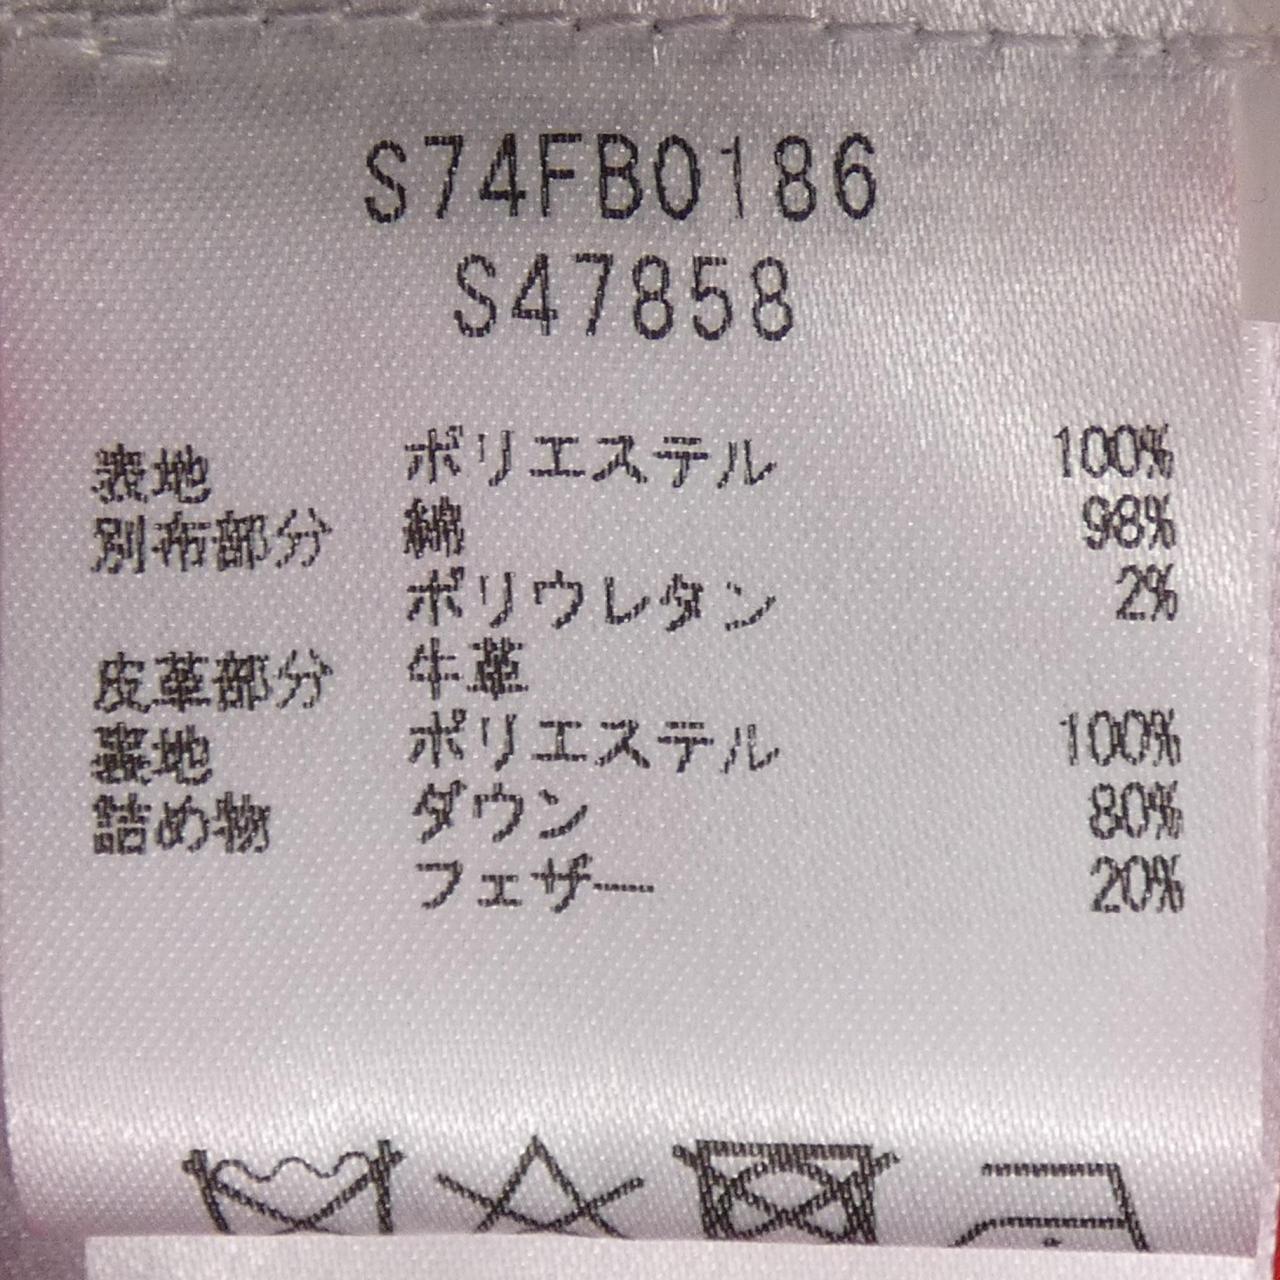 S74FB0186
S47858
表地 ポリエステル 100%
別布部分 綿 98%
ポリウレタン 2%
皮革部分 牛革
裏地 ポリエステル 100%
詰め物 ダウン 80%
フェザー 20%